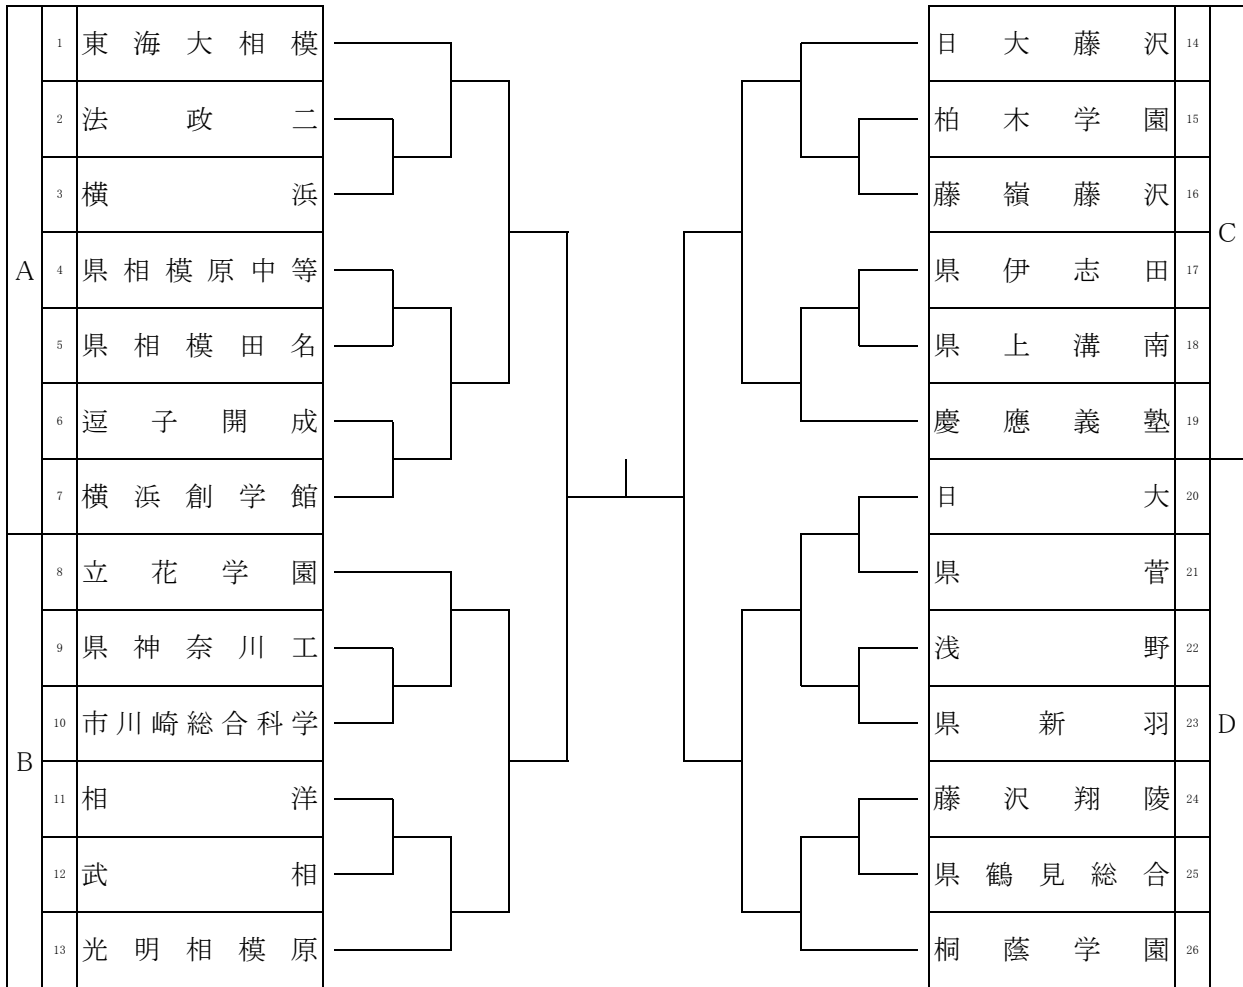 A
1 東海大相模
2 法政二
3 横浜
4 県相模原中等
5 県相模田名
6 逗子開成
7 横浜創学館
B
8 立花学園
9 県神奈川工
10 市川崎総合科学
11 相洋
12 武相
13 光明相模原
日大藤沢 14
柏木学園 15
藤嶺藤沢 16
県伊志田 17
県上溝南 18
慶應義塾 19
C
日大 20
県菅 21
浅野 22
県新羽 23
藤沢翔陵 24
県鶴見総合 25
桐蔭学園 26
D